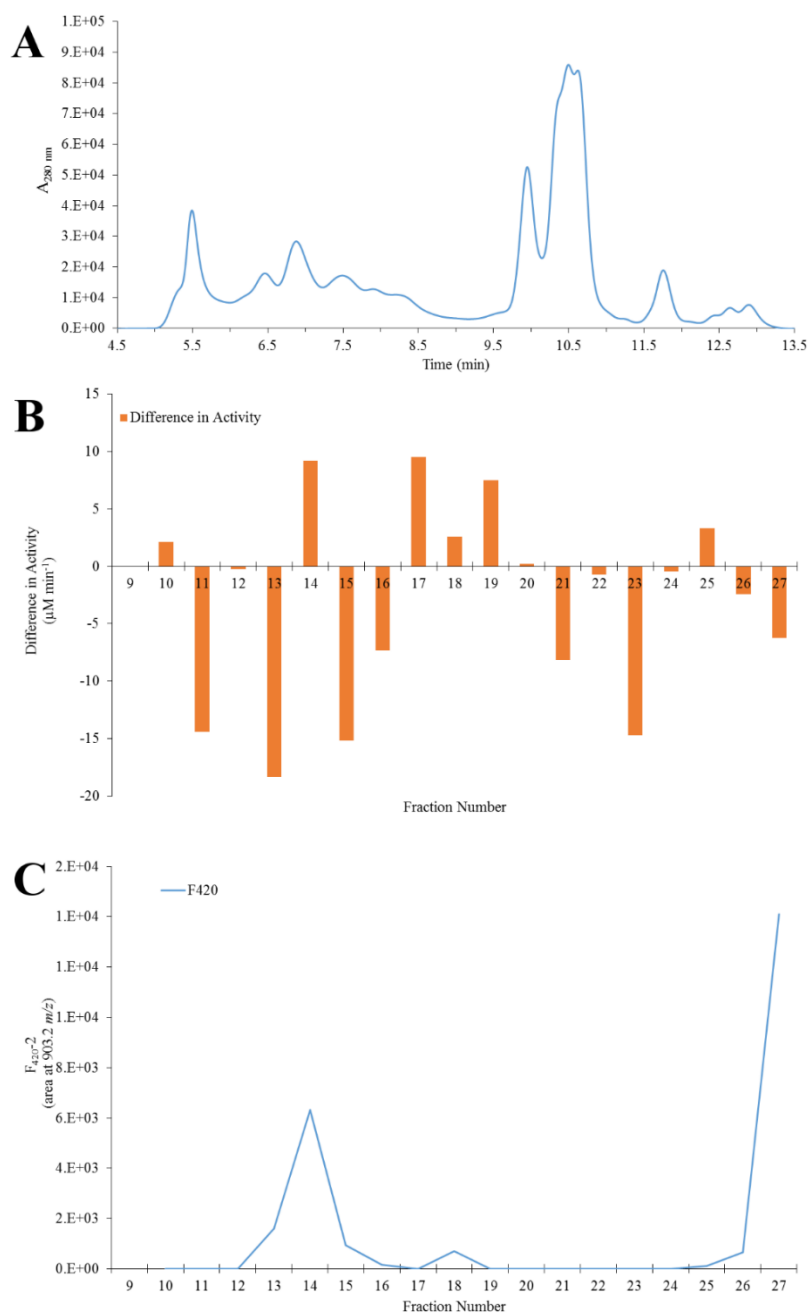 A
1.E+05
9.E+04
8.E+04
7.E+04
6.E+04
5.E+04
4.E+04
3.E+04
2.E+04
1.E+04
0.E+00
A280 nm
4.5 5.5 6.5 7.5 8.5 9.5 10.5 11.5 12.5 13.5
Time (min)
B
15
10
5
0
-5
-10
-15
-20
Difference in Activity
Difference in Activity
(µM min-1)
9 10 11 12 13 14 15 16 17 18 19 20 21 22 23 24 25 26 27
Fraction Number
C
2.E+04
1.E+04
1.E+04
1.E+04
8.E+03
6.E+03
4.E+03
2.E+03
0.E+00
F420
F420-2
(area at 903.2 m/z)
9 10 11 12 13 14 15 16 17 18 19 20 21 22 23 24 25 26 27
Fraction Number